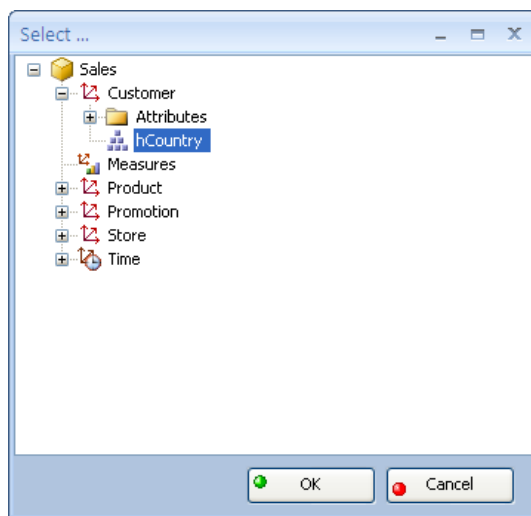 Select ...
Sales
Customer
Attributes
hCountry
Measures
Product
Promotion
Store
Time
OK
Cancel